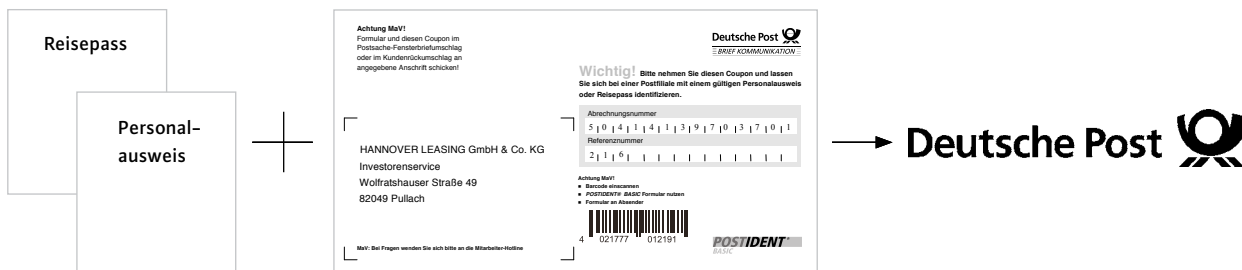 Reisepass
Personal-
ausweis
Achtung MaV!
Formular und diesen Coupon im
Postsache-Fensterbriefumschlag
oder im Kundenrückumschlag an
angegebene Anschrift schicken!
HANNOVER LEASING GmbH & Co. KG
Investorenservice
Wolfratshauser Straße 49
82049 Pullach
MaV: Bei Fragen wenden Sie sich bitte an die Mitarbeiter-Hotline
Deutsche Post
BRIEF KOMMUNIKATION
Wichtig! Bitte nehmen Sie diesen Coupon und lassen
Sie sich bei einer Postfiliale mit einem gültigen Personalausweis
oder Reisepass identifizieren.
Abrechnungsnummer
5 0 4 1 4 1 3 9 7 0 3 7 0 1
Referenznummer
2 1 6
Achtung MaV!
Barcode einscannen
POSTIDENT® BASIC Formular nutzen
Formular an Absender
4 021777 012191
POSTIDENT®
BASIC
Deutsche Post